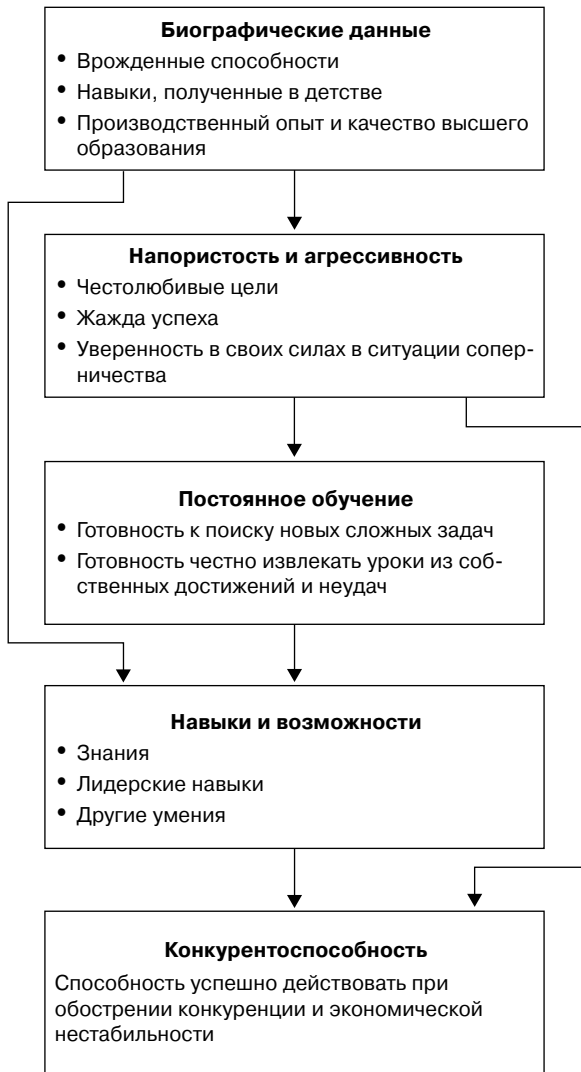 Биографические данные
• Врожденные способности
• Навыки, полученные в детстве
• Производственный опыт и качество высшего
образования
Напористость и агрессивность
• Честолюбивые цели
• Жажда успеха
• Уверенность в своих силах в ситуации сопер-
ничества
Постоянное обучение
• Готовность к поиску новых сложных задач
• Готовность честно извлекать уроки из соб-
ственных достижений и неудач
Навыки и возможности
• Знания
• Лидерские навыки
• Другие умения
Конкурентоспособность
Способность успешно действовать при
обострении конкуренции и экономической
нестабильности